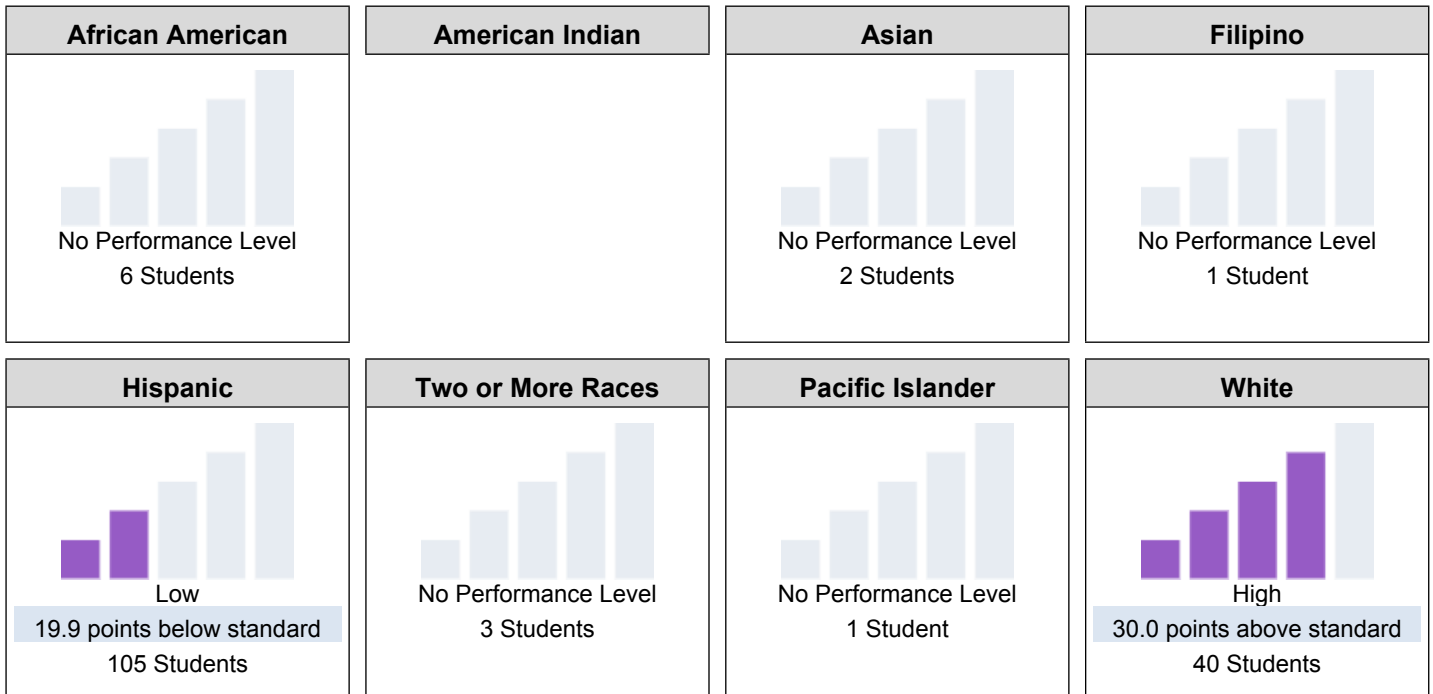 African American
American Indian
Asian
Filipino
No Performance Level
6 Students
No Performance Level
2 Students
No Performance Level
1 Student
Hispanic
Two or More Races
Pacific Islander
White
Low
19.9 points below standard
105 Students
No Performance Level
3 Students
No Performance Level
1 Student
High
30.0 points above standard
40 Students